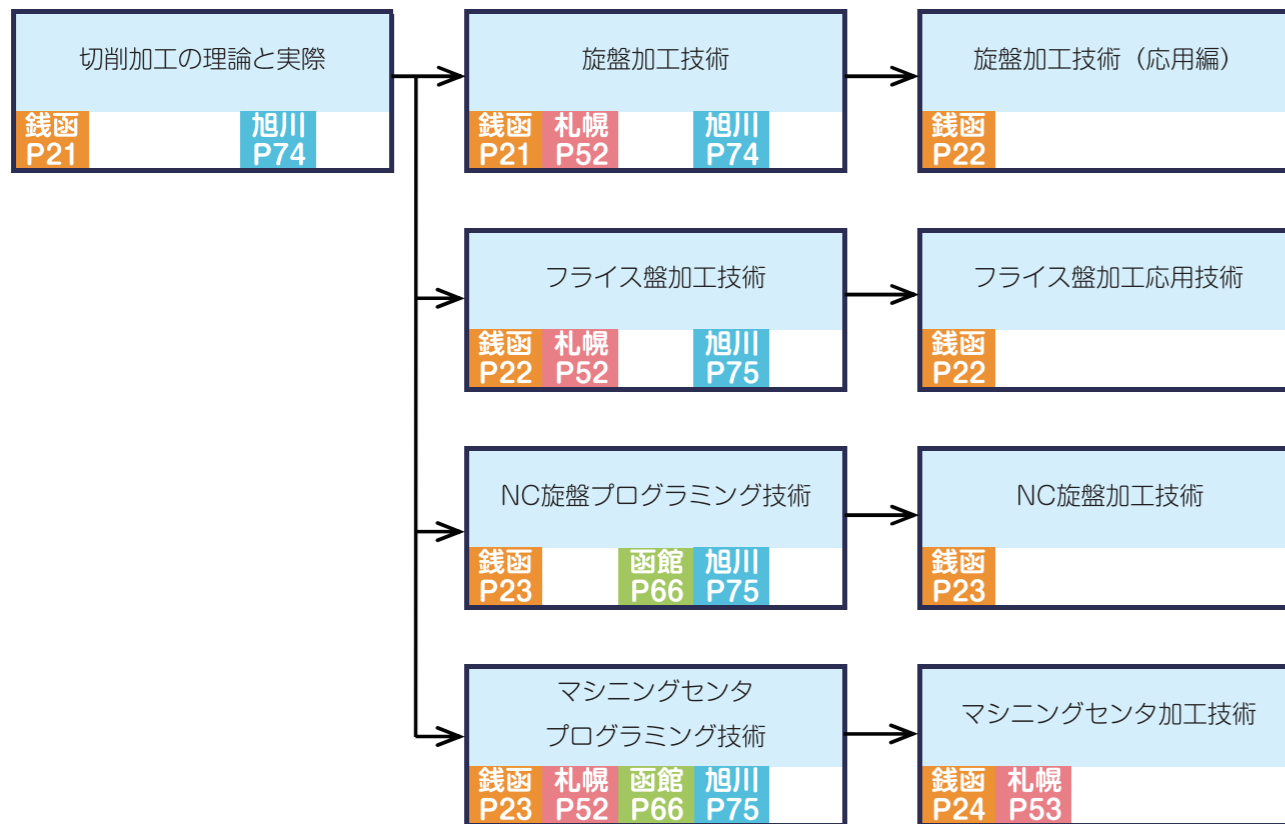 切削加工の理論と実際
銭函 旭川
P21 P74
旋盤加工技術
銭函 札幌 旭川
P21 P52 P74
旋盤加工技術（応用編）
銭函
P22
フライス盤加工技術
銭函 札幌 旭川
P22 P52 P75
フライス盤加工応用技術
銭函
P22
NC旋盤プログラミング技術
銭函 函館 旭川
P23 P66 P75
NC旋盤加工技術
銭函
P23
マシニングセンタ
プログラミング技術
銭函 札幌 函館 旭川
P23 P52 P66 P75
マシニングセンタ加工技術
銭函 札幌
P24 P53